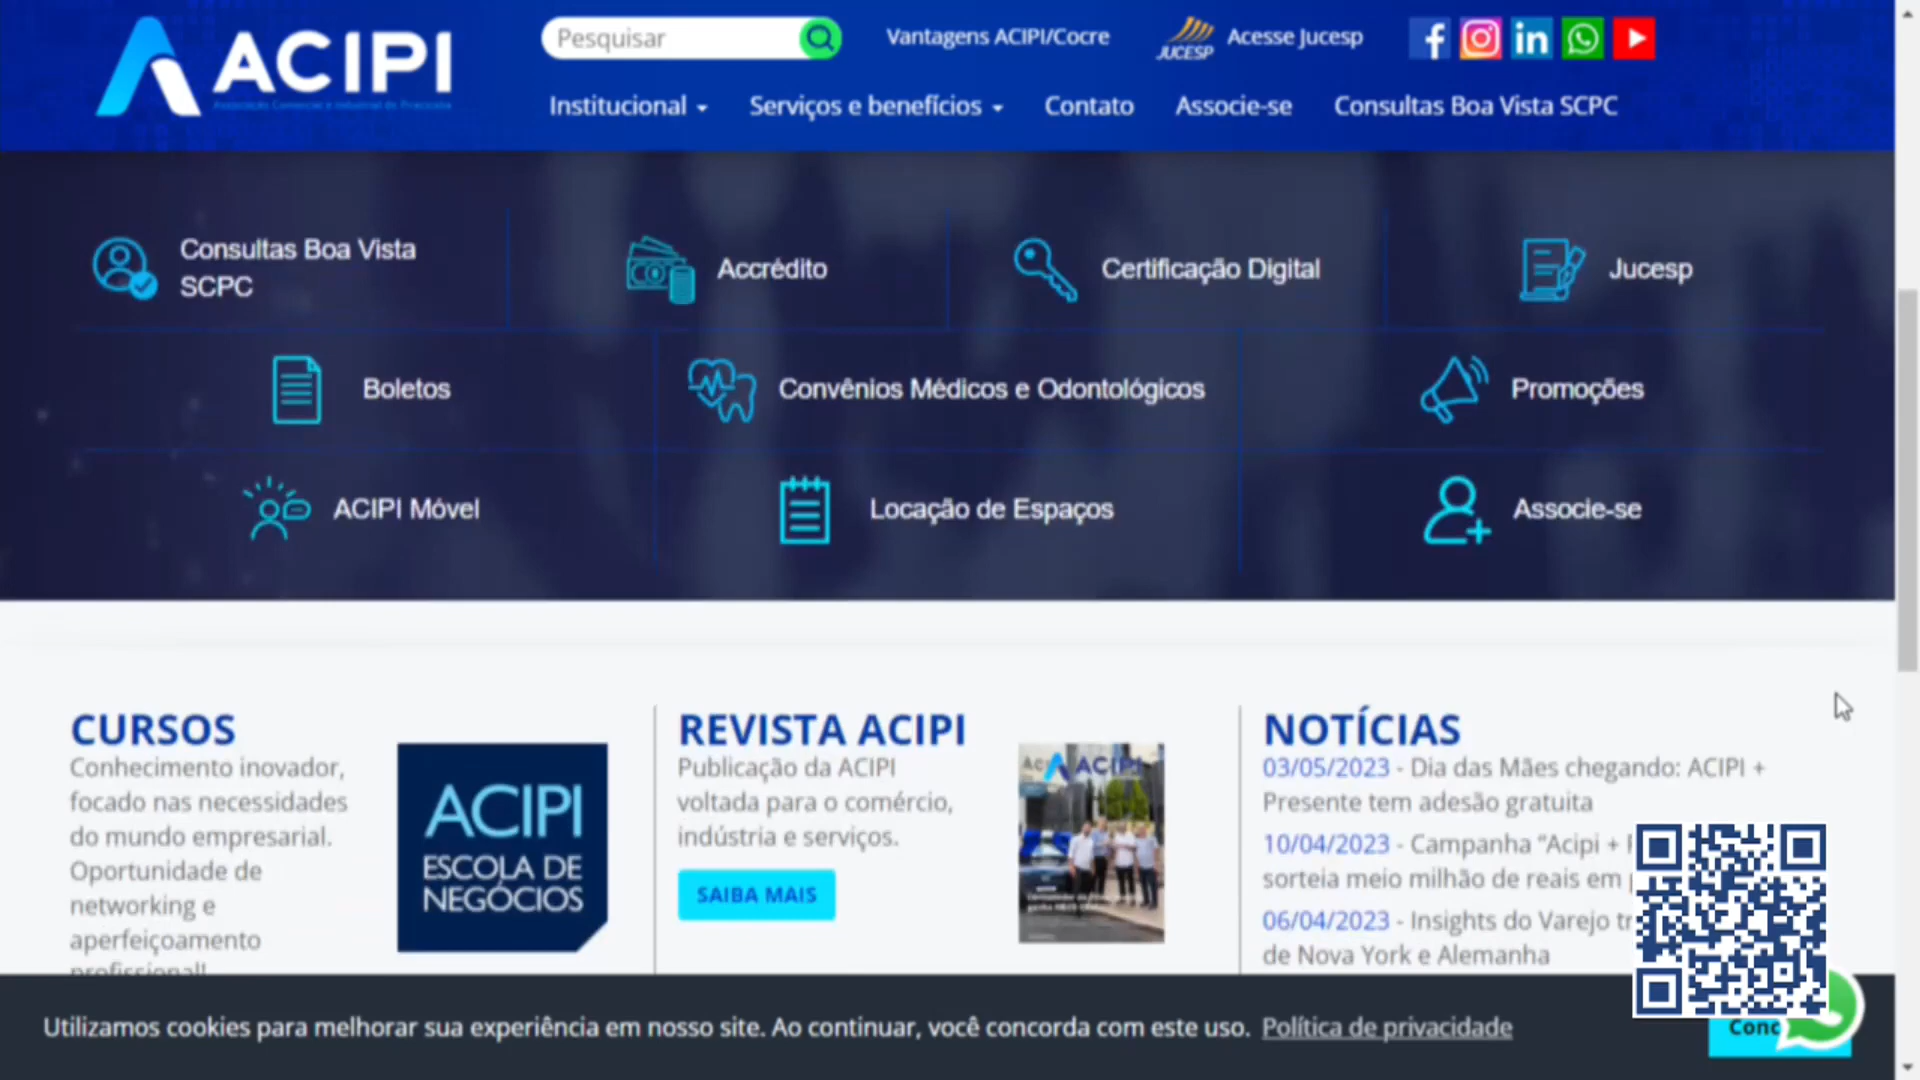 ACIPI
Pesquisar
Vantagens ACIPI/Cocre
JUCESP
Acesse Jucesp
Institucional
Serviços e benefícios
Contato
Associe-se
Consultas Boa Vista SCPC
Consultas Boa Vista
SCPC
Accrédito
Certificação Digital
Jucesp
Boletos
Convênios Médicos e Odontológicos
Promoções
ACIPI Móvel
Locação de Espaços
Associe-se
CURSOS
Conhecimento inovador,
focado nas necessidades
do mundo empresarial.
Oportunidade de
networking e
aperfeiçoamento
profissional!
ACIPI
ESCOLA DE
NEGÓCIOS
REVISTA ACIPI
Publicação da ACIPI
voltada para o comércio,
indústria e serviços.
SAIBA MAIS
ACIPI
NOTÍCIAS
03/05/2023 - Dia das Mães chegando: ACIPI +
Presente tem adesão gratuita
10/04/2023 - Campanha “Acipi +
sorteia meio milhão de reais em
06/04/2023 - Insights do Varejo
de Nova York e Alemanha
Utilizamos cookies para melhorar sua experiência em nosso site. Ao continuar, você concorda com este uso. Política de privacidade
Conc